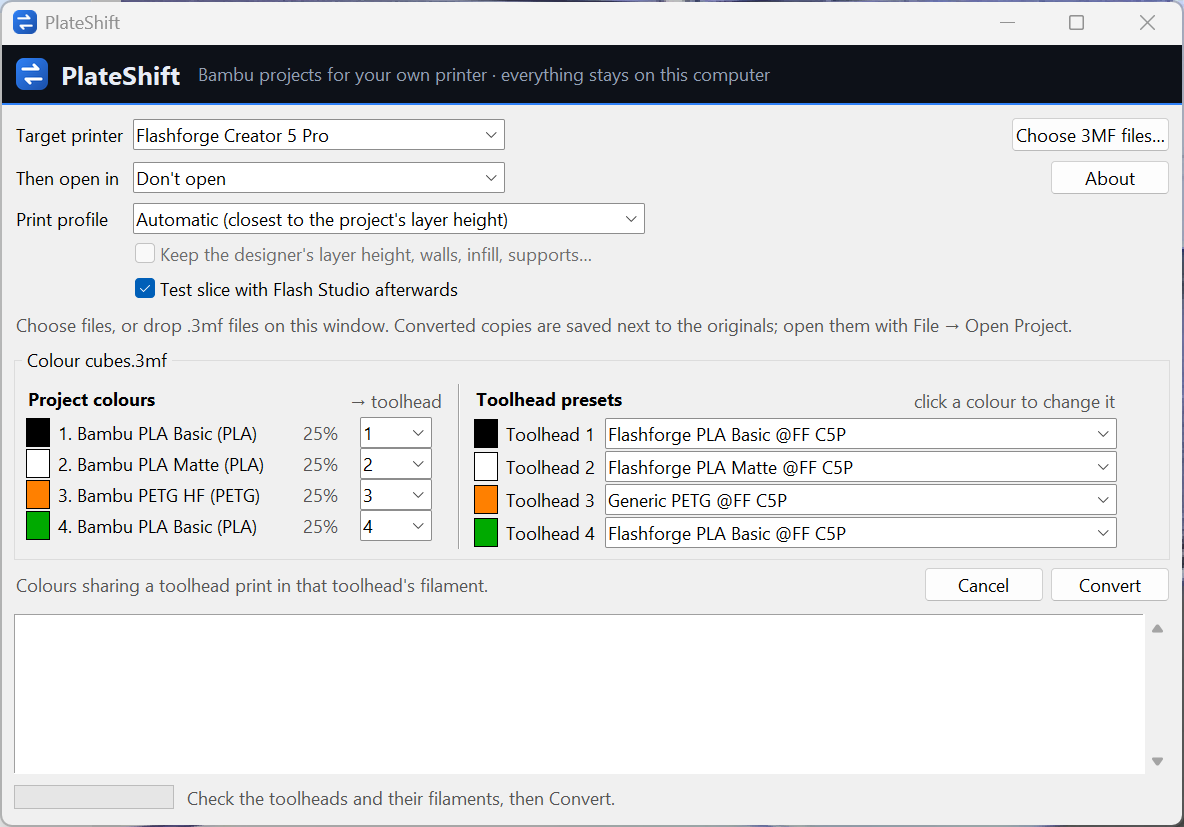 PlateShift
PlateShift Bambu projects for your own printer · everything stays on this computer
Target printer Flashforge Creator 5 Pro Choose 3MF files...
Then open in Don't open About
Print profile Automatic (closest to the project's layer height)
Keep the designer's layer height, walls, infill, supports...
Test slice with Flash Studio afterwards
Choose files, or drop .3mf files on this window. Converted copies are saved next to the originals; open them with File → Open Project.
Colour cubes.3mf
Project colours → toolhead
1. Bambu PLA Basic (PLA) 25% 1
2. Bambu PLA Matte (PLA) 25% 2
3. Bambu PETG HF (PETG) 25% 3
4. Bambu PLA Basic (PLA) 25% 4
Toolhead presets click a colour to change it
Toolhead 1 Flashforge PLA Basic @FF C5P
Toolhead 2 Flashforge PLA Matte @FF C5P
Toolhead 3 Generic PETG @FF C5P
Toolhead 4 Flashforge PLA Basic @FF C5P
Colours sharing a toolhead print in that toolhead's filament. Cancel Convert
Check the toolheads and their filaments, then Convert.